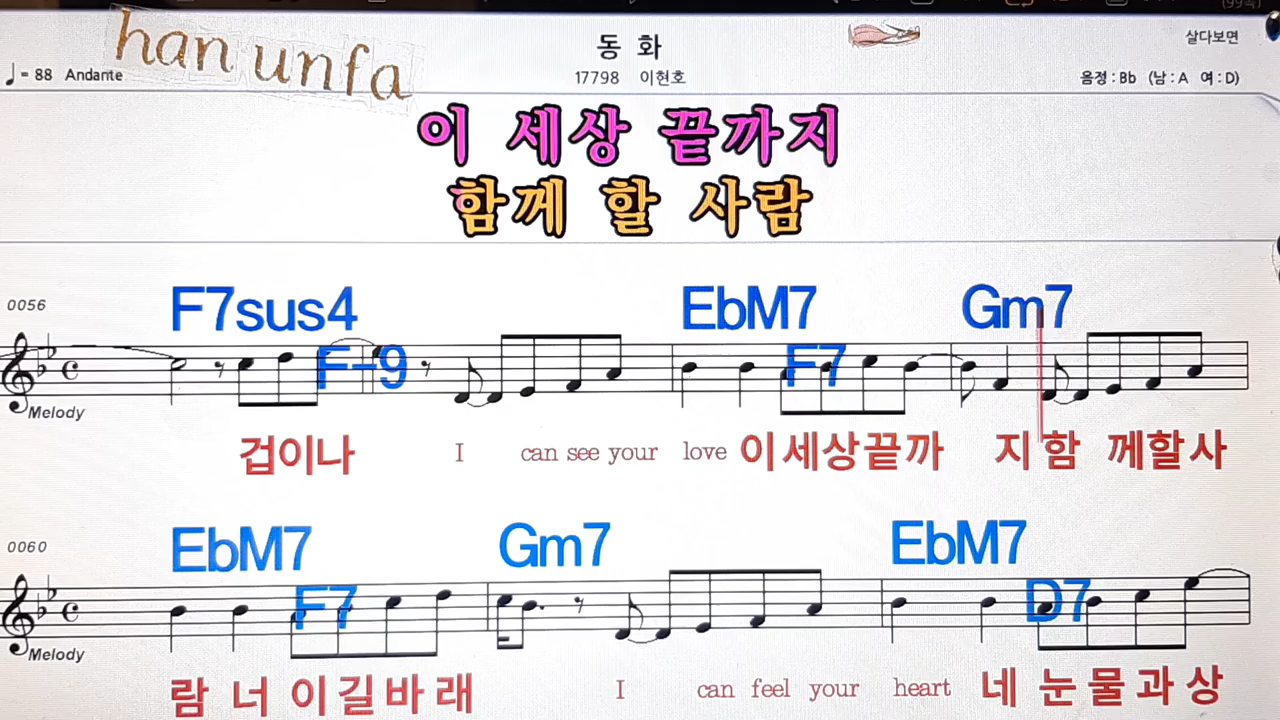 han unfa
동 화
살다보면
♩= 88 Andante
17798 이현호
음정 : Bb (남 : A 여 : D)
이 세상 끝까지
함께 할 사람
0056
F7sus4 EbM7 Gm7
F-9 F7
Melody
겁이나 I can see your love 이세상끝까 지 함 께할사
0060
EbM7 Gm7 EbM7
F7 D7
Melody
람 너 이길바 래 I can feel your heart 네 눈물과 상